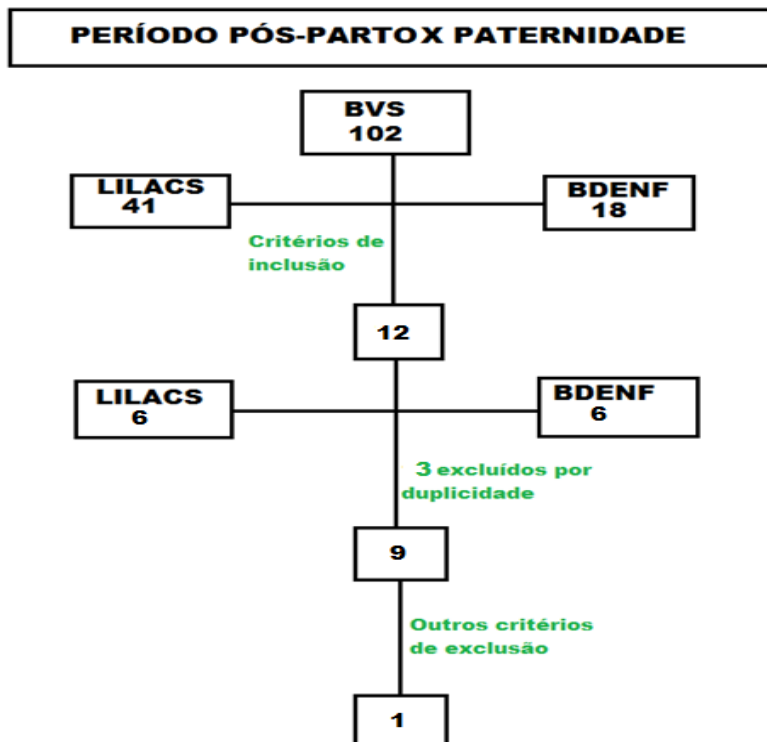 PERÍODO PÓS-PARTO X PATERNIDADE
BVS
102
LILACS
41
BDENF
18
Critérios de
inclusão
12
LILACS
6
BDENF
6
3 excluídos por
duplicidade
9
Outros critérios
de exclusão
1